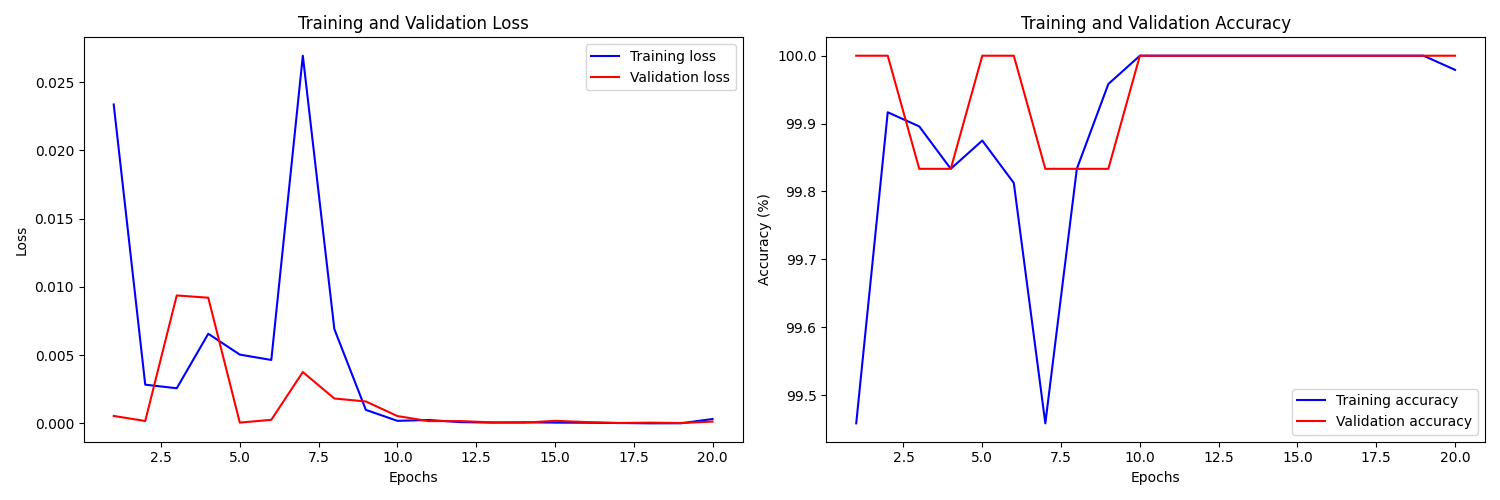 Training and Validation Loss
Training loss
Validation loss
0.025
0.020
0.015
0.010
0.005
0.000
Loss
2.5 5.0 7.5 10.0 12.5 15.0 17.5 20.0
Epochs
Training and Validation Accuracy
100.0
99.9
99.8
99.7
99.6
99.5
Accuracy (%)
Training accuracy
Validation accuracy
2.5 5.0 7.5 10.0 12.5 15.0 17.5 20.0
Epochs